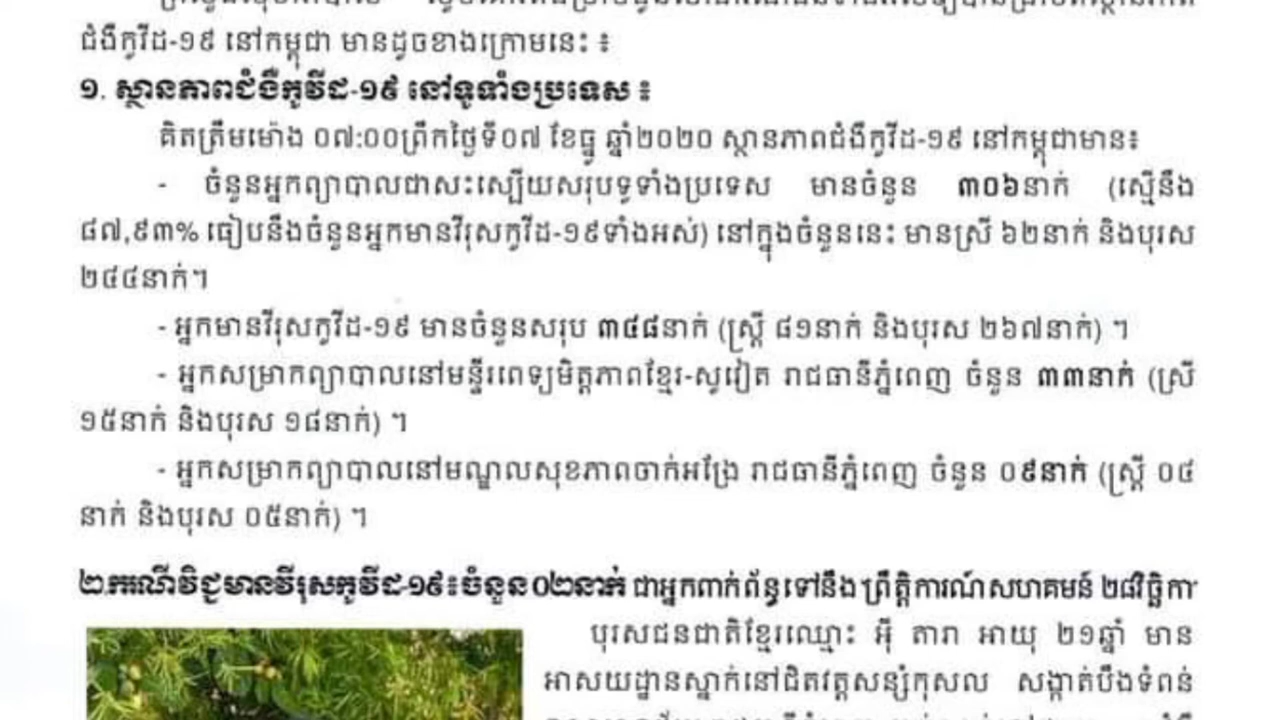 ជំងឺកូវីដ-១៩ នៅកម្ពុជា មានដូចខាងក្រោមនេះ ៖
១. ស្ថានភាពជំងឺកូវីដ-១៩ នៅទូទាំងប្រទេស ៖
គិតត្រឹមម៉ោង ០៧:០០ព្រឹកថ្ងៃទី០៧ ខែធ្នូ ឆ្នាំ២០២០ ស្ថានភាពជំងឺកូវីដ-១៩ នៅកម្ពុជាមាន៖
- ចំនួនអ្នកព្យាបាលជាសះស្បើយសរុបទូទាំងប្រទេស មានចំនួន ៣០៦នាក់ (ស្មើនឹង
៨៧,៩៣% ធៀបនឹងចំនួនអ្នកមានវីរុសកូវីដ-១៩ទាំងអស់) នៅក្នុងចំនួននេះ មានស្រី ៦២នាក់ និងបុរស
២៤៤នាក់។
- អ្នកមានវីរុសកូវីដ-១៩ មានចំនួនសរុប ៣៤៨នាក់ (ស្ត្រី ៨១នាក់ និងបុរស ២៦៧នាក់) ។
- អ្នកសម្រាកព្យាបាលនៅមន្ទីរពេទ្យមិត្តភាពខ្មែរ-សូវៀត រាជធានីភ្នំពេញ ចំនួន ៣៣នាក់ (ស្រី
១៥នាក់ និងបុរស ១៨នាក់) ។
- អ្នកសម្រាកព្យាបាលនៅមណ្ឌលសុខភាពចាក់អង្រែ រាជធានីភ្នំពេញ ចំនួន ០៩នាក់ (ស្ត្រី ០៤
នាក់ និងបុរស ០៥នាក់) ។
២.ករណីវិជ្ជមានវីរុសកូវីដ-១៩៖ចំនួន០២នាក់ ជាអ្នកពាក់ព័ន្ធទៅនឹង ព្រឹត្តិការណ៍សហគមន៍ ២៨វិច្ឆិកា
បុរសជនជាតិខ្មែរឈ្មោះ អ៊ី តារា អាយុ ២១ឆ្នាំ មាន
អាសយដ្ឋានស្នាក់នៅជិតវត្តសន្សំកុសល សង្កាត់បឹងទំពន់